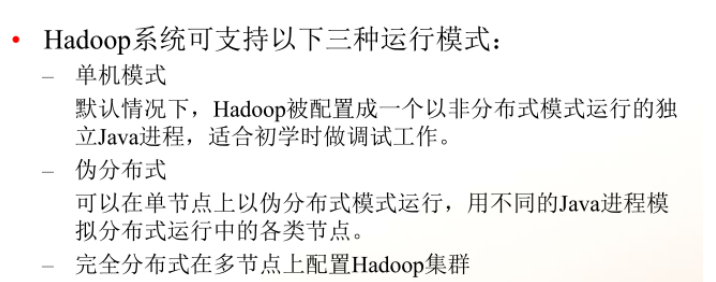 • Hadoop系统可支持以下三种运行模式：
– 单机模式
默认情况下，Hadoop被配置成一个以非分布式模式运行的独
立Java进程，适合初学时做调试工作。
– 伪分布式
可以在单节点上以伪分布式模式运行，用不同的Java进程模
拟分布式运行中的各类节点。
– 完全分布式在多节点上配置Hadoop集群